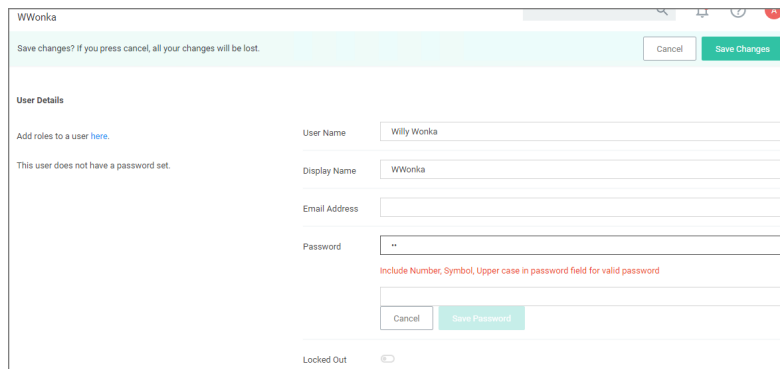 WWonka
Save changes? If you press cancel, all your changes will be lost.
Cancel
Save Changes
User Details
Add roles to a user here.
This user does not have a password set.
User Name
Willy Wonka
Display Name
WWonka
Email Address
Password
••
Include Number, Symbol, Upper case in password field for valid password
Cancel
Save Password
Locked Out